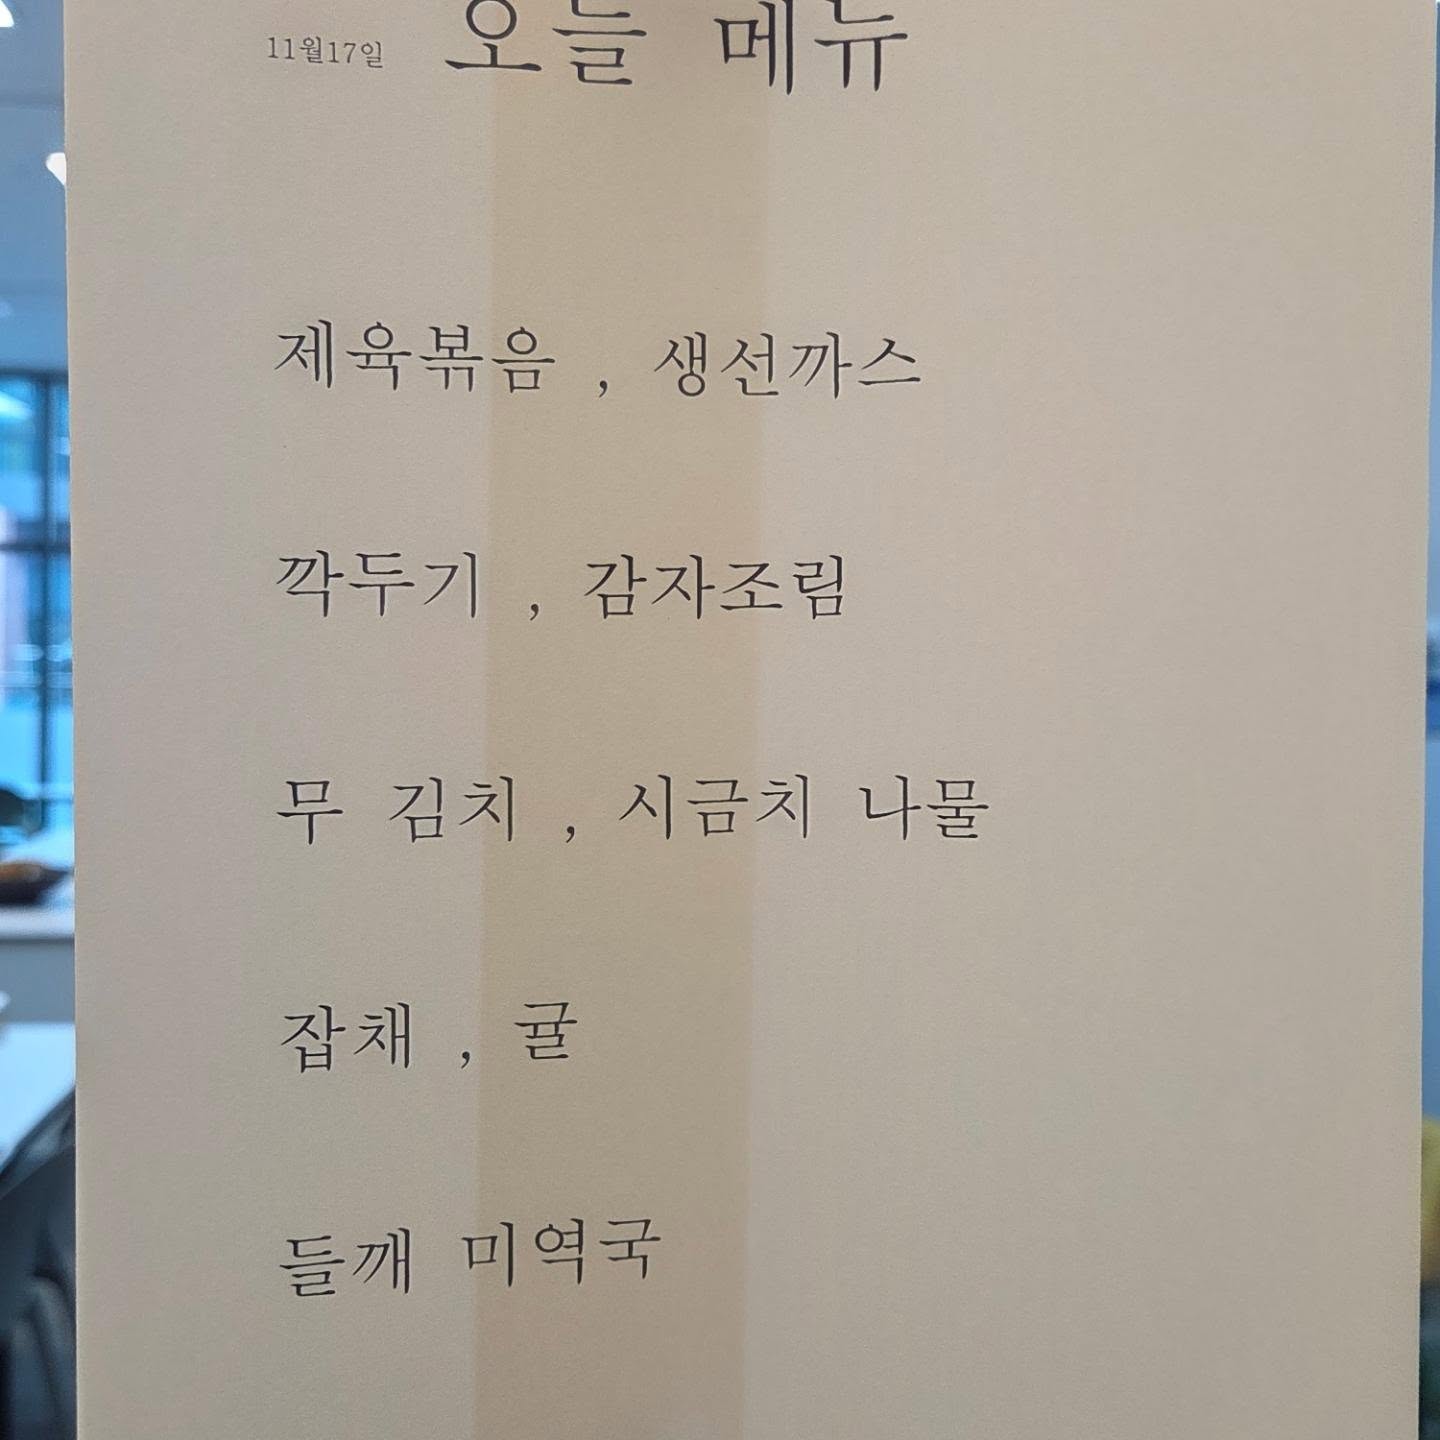 11월17일 오늘 메뉴
제육볶음 , 생선까스
깍두기 , 감자조림
무 김치 , 시금치 나물
잡채 , 귤
들깨 미역국